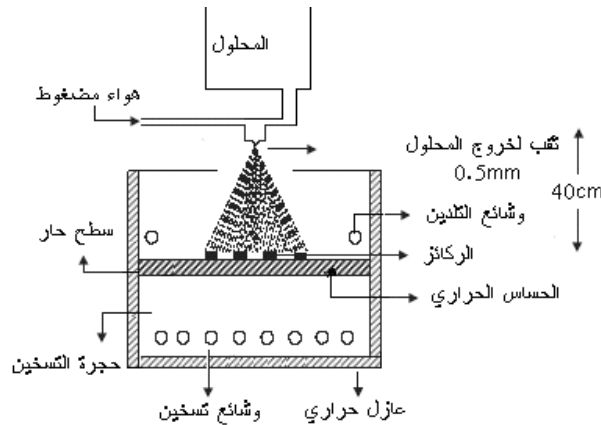 المحلول
هواء مضغوط
ثقب لخروج المحلول
0.5mm
40cm
وشائع التلدين
سطح حار
الركائز
الحساس الحراري
حجرة التسخين
وشائع تسخين
عازل حراري